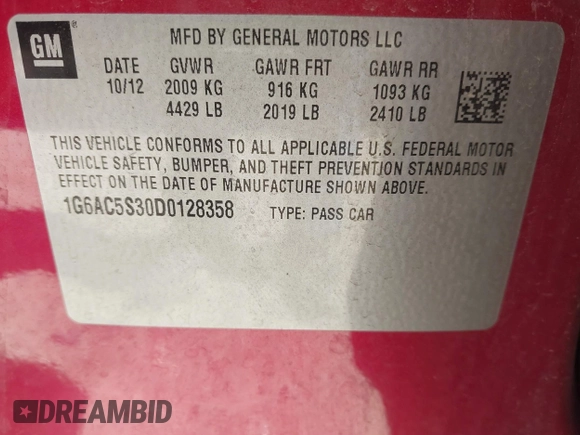 GM
MFD BY GENERAL MOTORS LLC
DATE GVWR GAWR FRT GAWR RR
10/12 2009 KG 916 KG 1093 KG
4429 LB 2019 LB 2410 LB
THIS VEHICLE CONFORMS TO ALL APPLICABLE U.S. FEDERAL MOTOR
VEHICLE SAFETY, BUMPER, AND THEFT PREVENTION STANDARDS IN
EFFECT ON THE DATE OF MANUFACTURE SHOWN ABOVE.
1G6AC5S30D0128358 TYPE: PASS CAR
DREAMBID